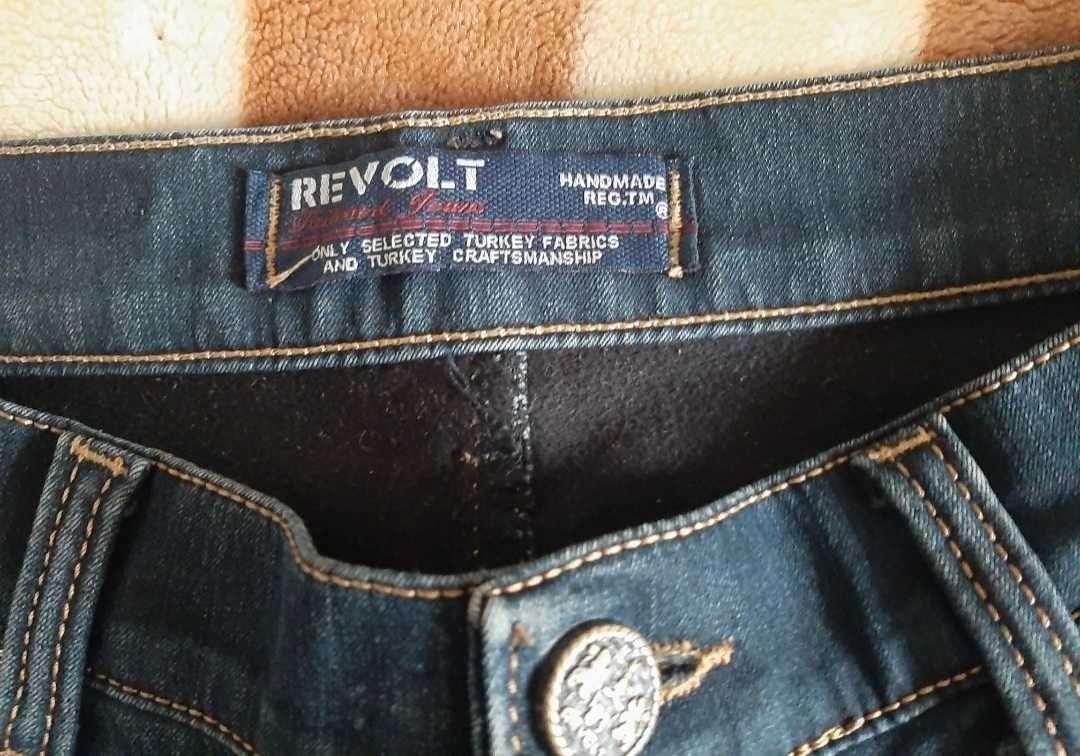 REVOLT
HANDMADE
REG.TM
®
ONLY SELECTED TURKEY FABRICS
AND TURKEY CRAFTSMANSHIP